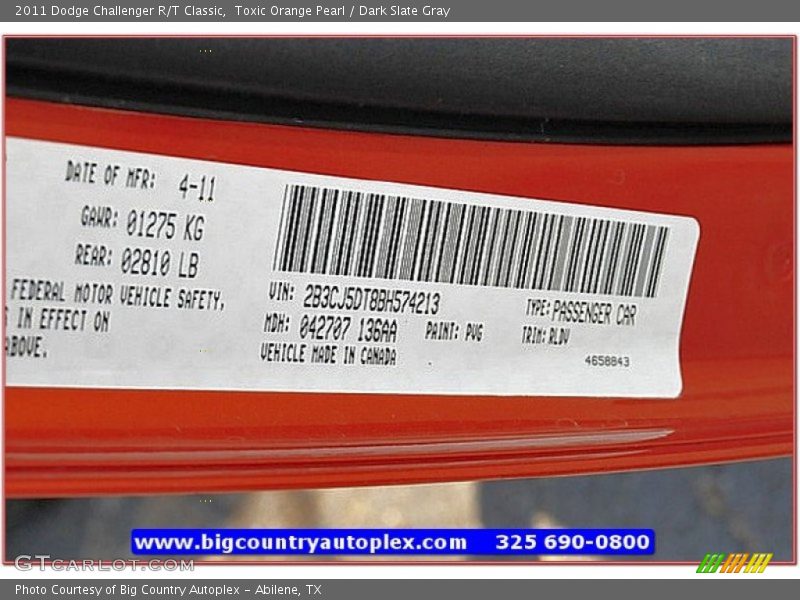 2011 Dodge Challenger R/T Classic,  Toxic Orange Pearl / Dark Slate Gray
DATE OF MFR: 4-11
GAWR: 01275 KG
REAR: 02810 LB
FEDERAL MOTOR VEHICLE SAFETY,
IN EFFECT ON
ABOVE.
VIN: 2B3CJ5DT8BH574213
TYPE: PASSENGER CAR
MDH: 042707 136AA
PAINT: PVG
TRIM: RLDV
VEHICLE MADE IN CANADA
4658843
www.bigcountryautoplex.com 325 690-0800
GTcarlot.com
Photo Courtesy of Big Country Autoplex - Abilene, TX